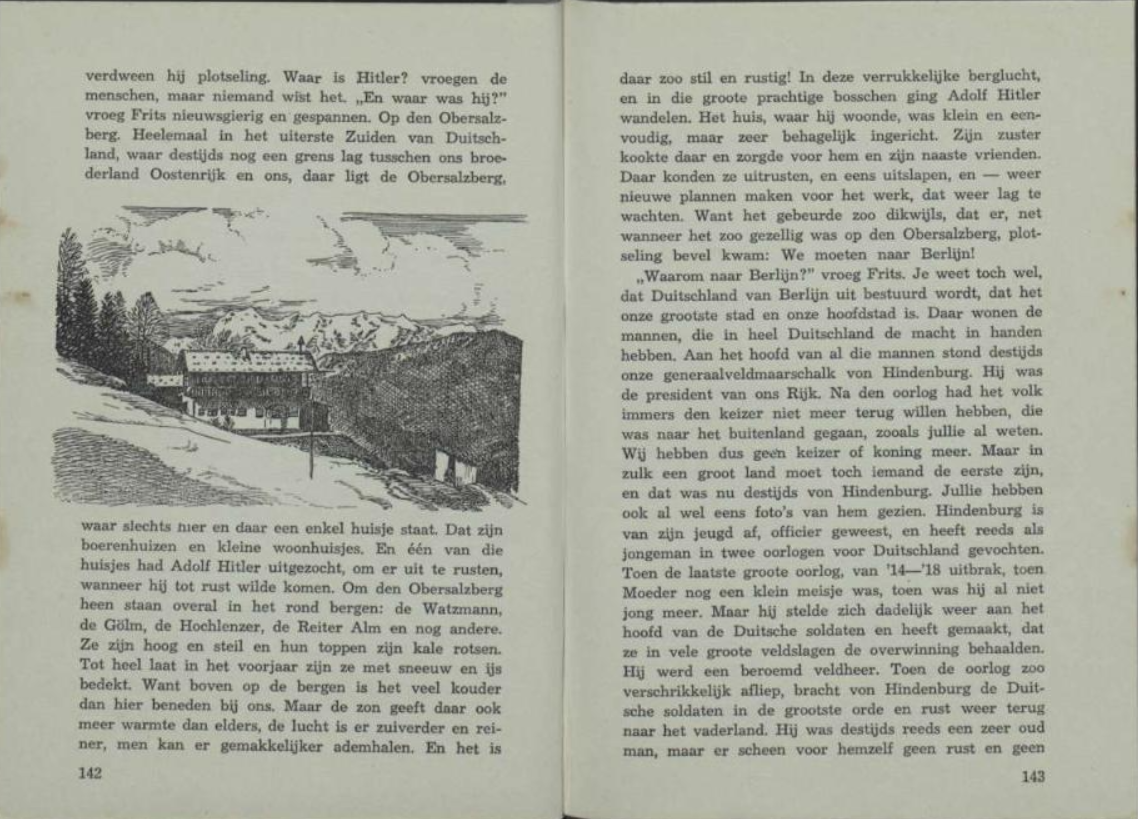 verdween hij plotseling. Waar is Hitler? vroegen de
menschen, maar niemand wist het. „En waar was hij?”
vroeg Frits nieuwsgierig en gespannen. Op den Obersalz-
berg. Heelemaal in het uiterste Zuiden van Duitsch-
land, waar destijds nog een grens lag tusschen ons broe-
derland Oostenrijk en ons, daar ligt de Obersalzberg,
waar slechts hier en daar een enkel huisje staat. Dat zijn
boerenhuizen en kleine woonhuisjes. En één van die
huisjes had Adolf Hitler uitgezocht, om er uit te rusten,
wanneer hij tot rust wilde komen. Om den Obersalzberg
heen staan overal in het rond bergen: de Watzmann,
de Gölm, de Hochlenzer, de Reiter Alm en nog andere.
Ze zijn hoog en steil en hun toppen zijn kale rotsen.
Tot heel laat in het voorjaar zijn ze met sneeuw en ijs
bedekt. Want boven op de bergen is het veel kouder
dan hier beneden bij ons. Maar de zon geeft daar ook
meer warmte dan elders, de lucht is er zuiverder en rei-
ner, men kan er gemakkelijker ademhalen. En het is
142
daar zoo stil en rustig! In deze verrukkelijke berglucht,
en in die groote prachtige bosschen ging Adolf Hitler
wandelen. Het huis, waar hij woonde, was klein en een-
voudig, maar zeer behagelijk ingericht. Zijn zuster
kookte daar en zorgde voor hem en zijn naaste vrienden.
Daar konden ze uitrusten, en eens uitslapen, en — weer
nieuwe plannen maken voor het werk, dat weer lag te
wachten. Want het gebeurde zoo dikwijls, dat er, net
wanneer het zoo gezellig was op den Obersalzberg, plot-
seling bevel kwam: We moeten naar Berlijn!
„Waarom naar Berlijn?” vroeg Frits. Je weet toch wel,
dat Duitschland van Berlijn uit bestuurd wordt, dat het
onze grootste stad en onze hoofdstad is. Daar wonen de
mannen, die in heel Duitschland de macht in handen
hebben. Aan het hoofd van al die mannen stond destijds
onze generaalveldmaarschalk von Hindenburg. Hij was
de president van ons Rijk. Na den oorlog had het volk
immers den keizer niet meer terug willen hebben, die
was naar het buitenland gegaan, zooals jullie al weten.
Wij hebben dus geen keizer of koning meer. Maar in
zulk een groot land moet toch iemand de eerste zijn,
en dat was nu destijds von Hindenburg. Jullie hebben
ook al wel eens foto's van hem gezien. Hindenburg is
van zijn jeugd af, officier geweest, en heeft reeds als
jongeman in twee oorlogen voor Duitschland gevochten.
Toen de laatste groote oorlog, van '14—'18 uitbrak, toen
Moeder nog een klein meisje was, toen was hij al niet
jong meer. Maar hij stelde zich dadelijk weer aan het
hoofd van de Duitsche soldaten en heeft gemaakt, dat
ze in vele groote veldslagen de overwinning behaalden.
Hij werd een beroemd veldheer. Toen de oorlog zoo
verschrikkelijk afliep, bracht von Hindenburg de Duit-
sche soldaten in de grootste orde en rust weer terug
naar het vaderland. Hij was destijds reeds een zeer oud
man, maar er scheen voor hemzelf geen rust en geen
143